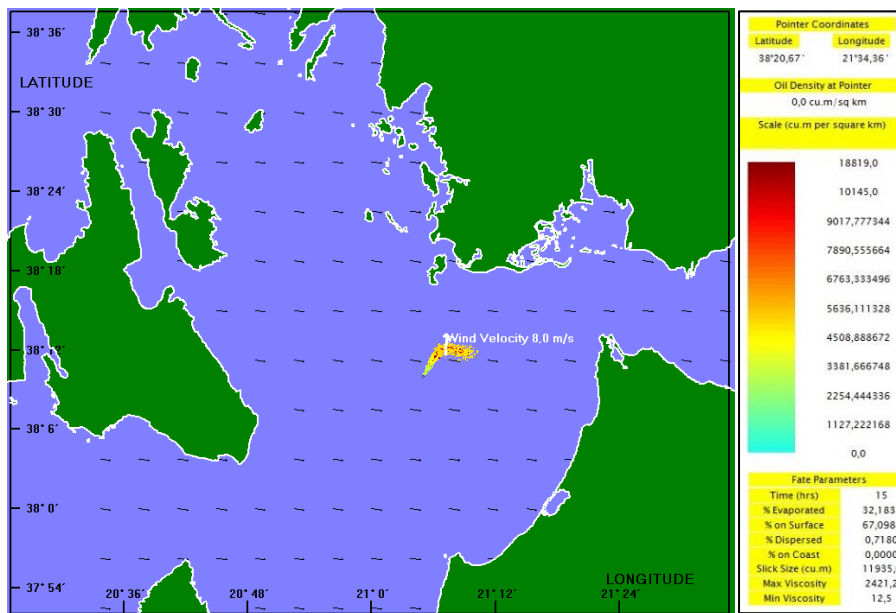 38° 36´
LATITUDE
38° 30´
38° 24´
38° 18´
38° 12´
38° 6´
38° 0´
37° 54´
Wind Velocity 8,0 m/s
LONGITUDE
20° 36´ 20° 48´ 21° 0´ 21° 12´ 21° 24´
Pointer Coordinates
Latitude Longitude
38°20,67´ 21°34,36´
Oil Density at Pointer
0,0 cu.m/sq km
Scale (cu.m per square km)
18819,0
10145,0
9017,777344
7890,555664
6763,333496
5636,111328
4508,888672
3381,666748
2254,444336
1127,222168
0,0
Fate Parameters
Time (hrs) 15
% Evaporated 32,183
% on Surface 67,098
% Dispersed 0,7180
% on Coast 0,0000
Slick Size (cu.m) 11935,
Max Viscosity 2421,2
Min Viscosity 12,5